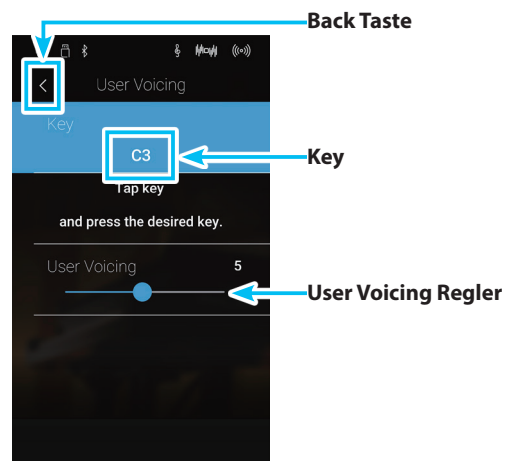 Back Taste
User Voicing
Key
C3
Key
Tap key
and press the desired key.
User Voicing
5
User Voicing Regler